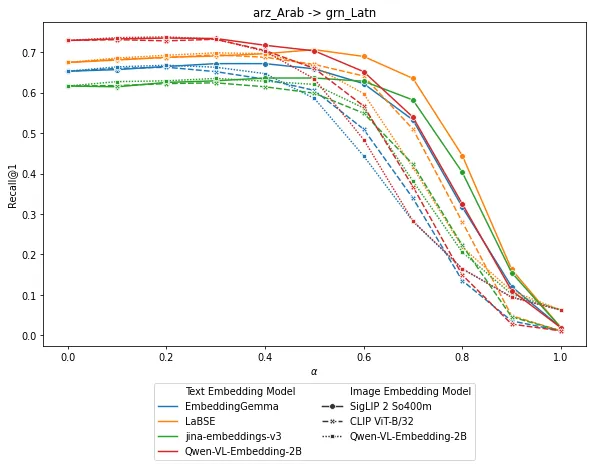 arz_Arab -> grn_Latn
Recall@1
0.7
0.6
0.5
0.4
0.3
0.2
0.1
0.0
0.0 0.2 0.4 0.6 0.8 1.0
α
Text Embedding Model Image Embedding Model
EmbeddingGemma SigLIP 2 So400m
LaBSE CLIP ViT-B/32
jina-embeddings-v3 Qwen-VL-Embedding-2B
Qwen-VL-Embedding-2B